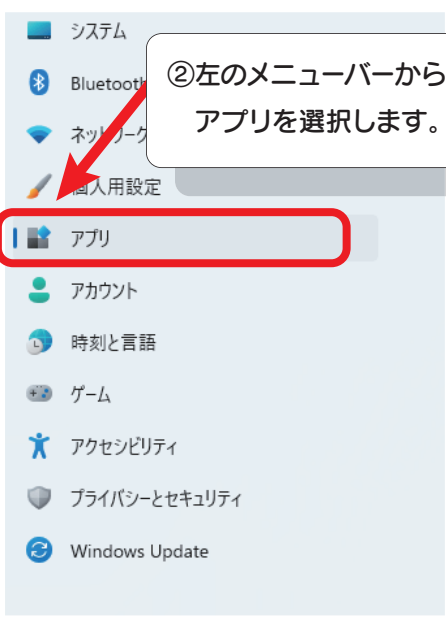 システム
②左のメニューバーから
アプリを選択します。
Bluetooth
ネットワーク
個人用設定
アプリ
アカウント
時刻と言語
ゲーム
アクセシビリティ
プライバシーとセキュリティ
Windows Update